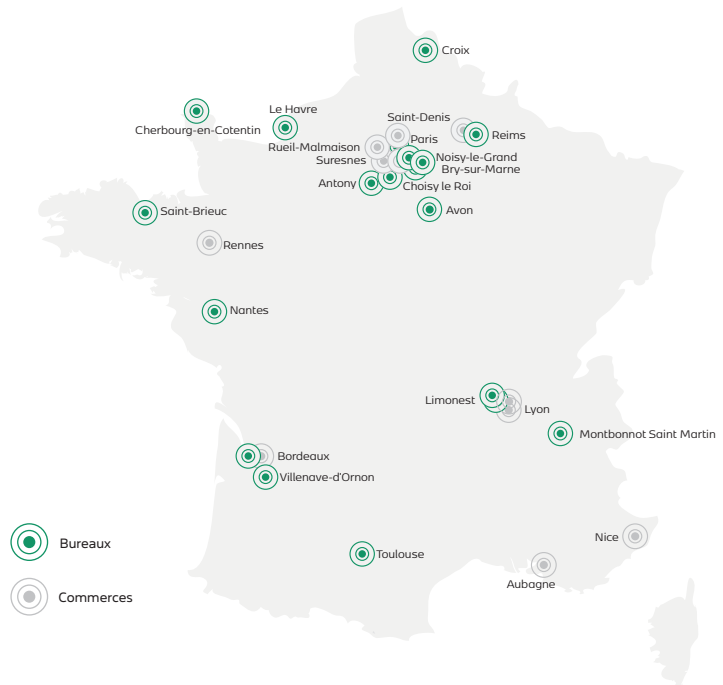 Croix
Le Havre
Cherbourg-en-Cotentin
Saint-Denis
Reims
Paris
Rueil-Malmaison
Suresnes
Noisy-le-Grand
Bry-sur-Marne
Antony
Choisy le Roi
Saint-Brieuc
Avon
Rennes
Nantes
Limonest
Lyon
Montbonnot Saint Martin
Bordeaux
Villenave-d'Ornon
Bureaux
Nice
Toulouse
Aubagne
Commerces